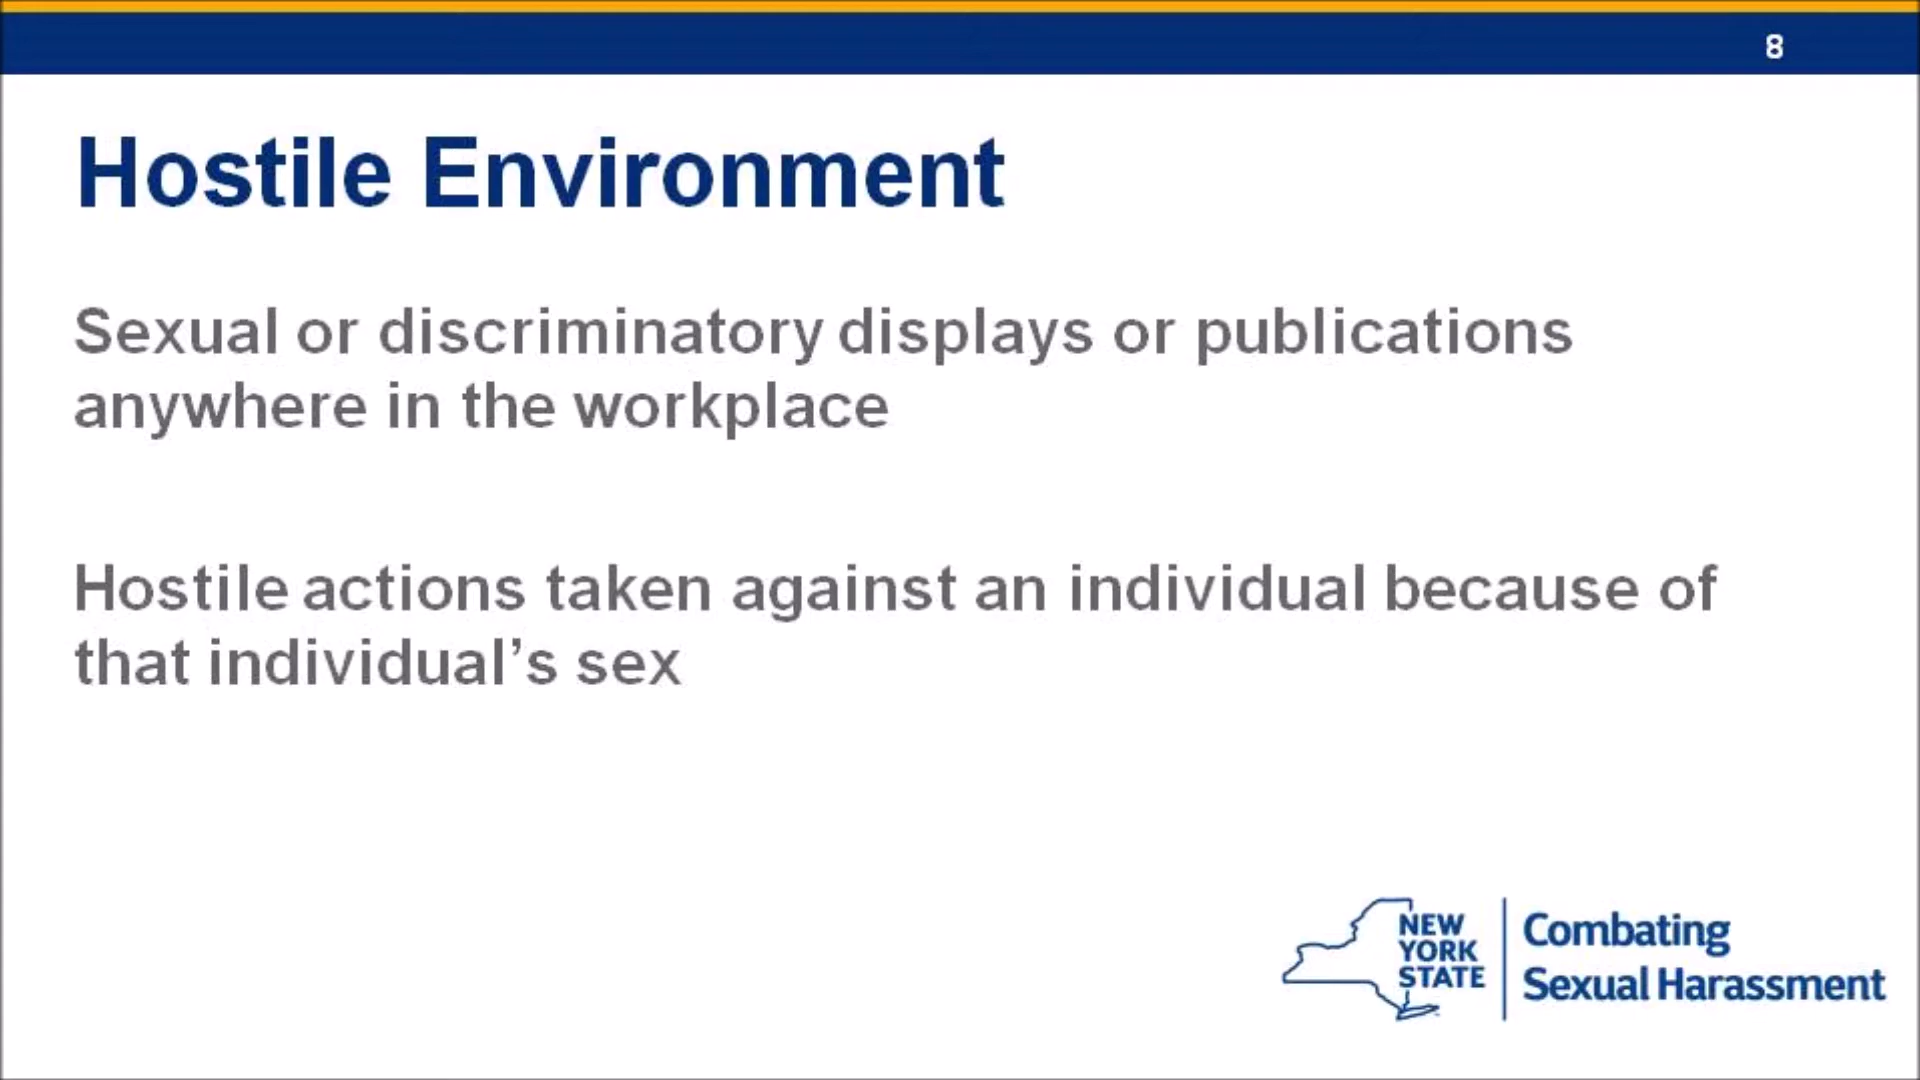 8
Hostile Environment
Sexual or discriminatory displays or publications
anywhere in the workplace
Hostile actions taken against an individual because of
that individual’s sex
NEW
YORK
STATE
Combating
Sexual Harassment